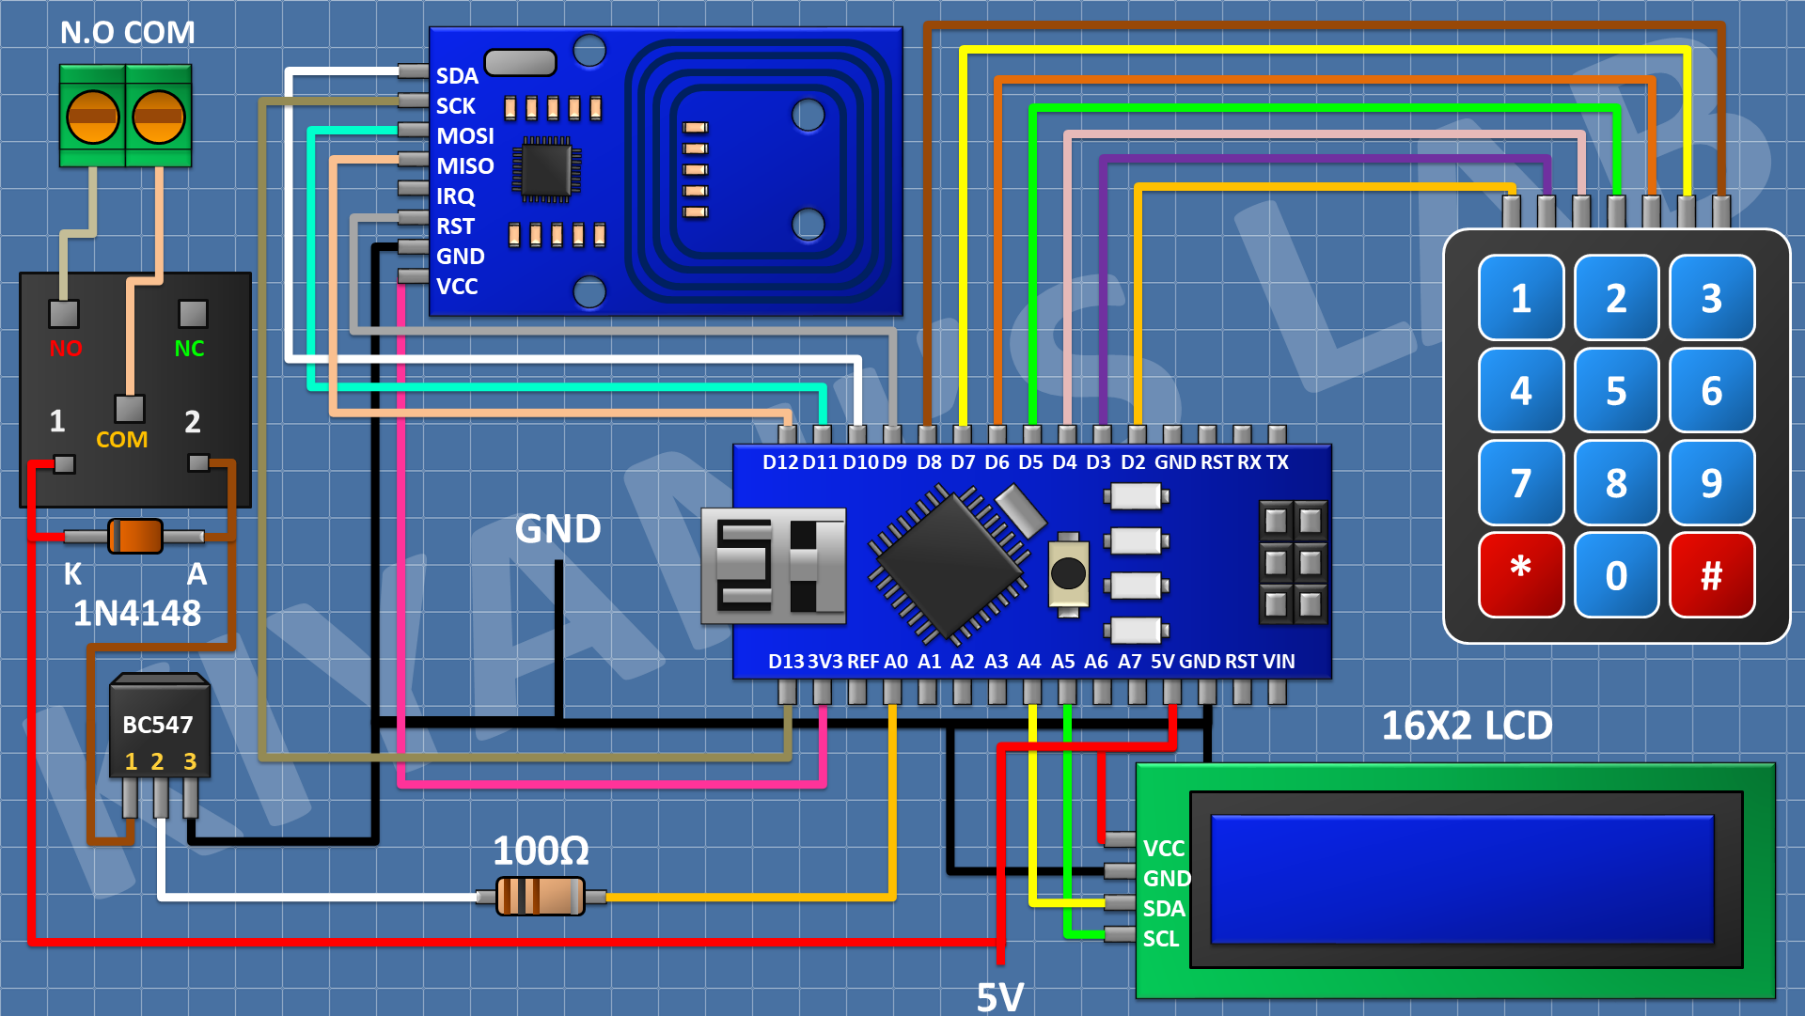 N.O COM
SDA
SCK
MOSI
MISO
IRQ
RST
GND
VCC
NO
NC
1
COM
2
K
A
1N4148
BC547
1 2 3
GND
100Ω
5V
D12 D11 D10 D9 D8 D7 D6 D5 D4 D3 D2 GND RST RX TX
D13 3V3 REF A0 A1 A2 A3 A4 A5 A6 A7 5V GND RST VIN
1 2 3
4 5 6
7 8 9
* 0 #
16X2 LCD
VCC
GND
SDA
SCL
KIYANI'S LAB